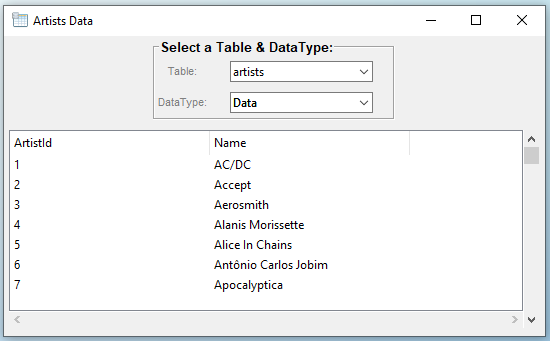 Artists Data
Select a Table & DataType:
Table: artists
DataType: Data
ArtistId Name
1 AC/DC
2 Accept
3 Aerosmith
4 Alanis Morissette
5 Alice In Chains
6 Antônio Carlos Jobim
7 Apocalyptica